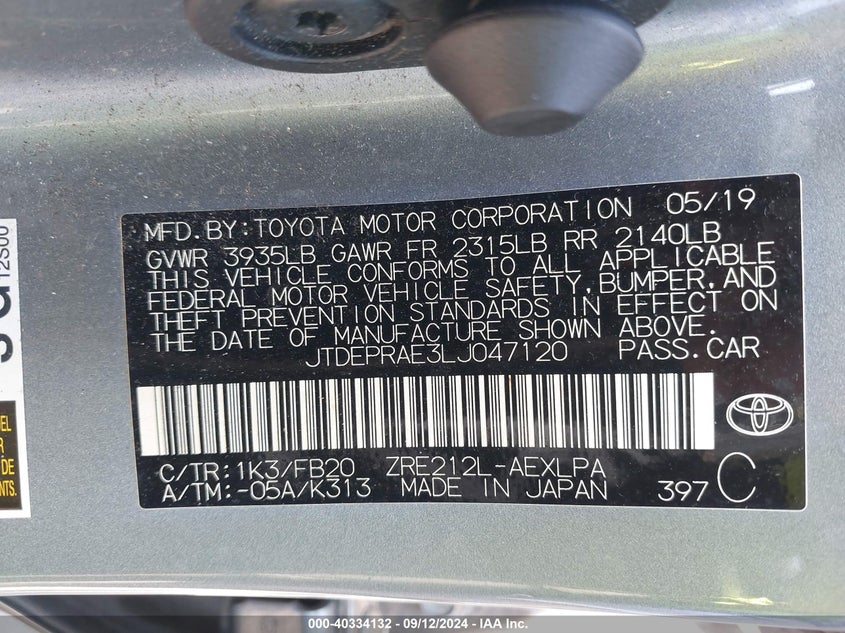 MFD.BY:TOYOTA MOTOR CORPORATION 05/19
GVWR 3935LB GAWR FR 2315LB RR 2140LB
THIS VEHICLE CONFORMS TO ALL APPLICABLE
FEDERAL MOTOR VEHICLE SAFETY,BUMPER,AND
THEFT PREVENTION STANDARDS IN EFFECT ON
THE DATE OF MANUFACTURE SHOWN ABOVE.
JTDEPRAE3LJ047120 PASS.CAR
C/TR:1K3/FB20 ZRE212L-AEXLPA
A/TM:-05A/K313 MADE IN JAPAN 397 C
12S00
DE
000-40334132 - 09/12/2024 - IAA Inc.